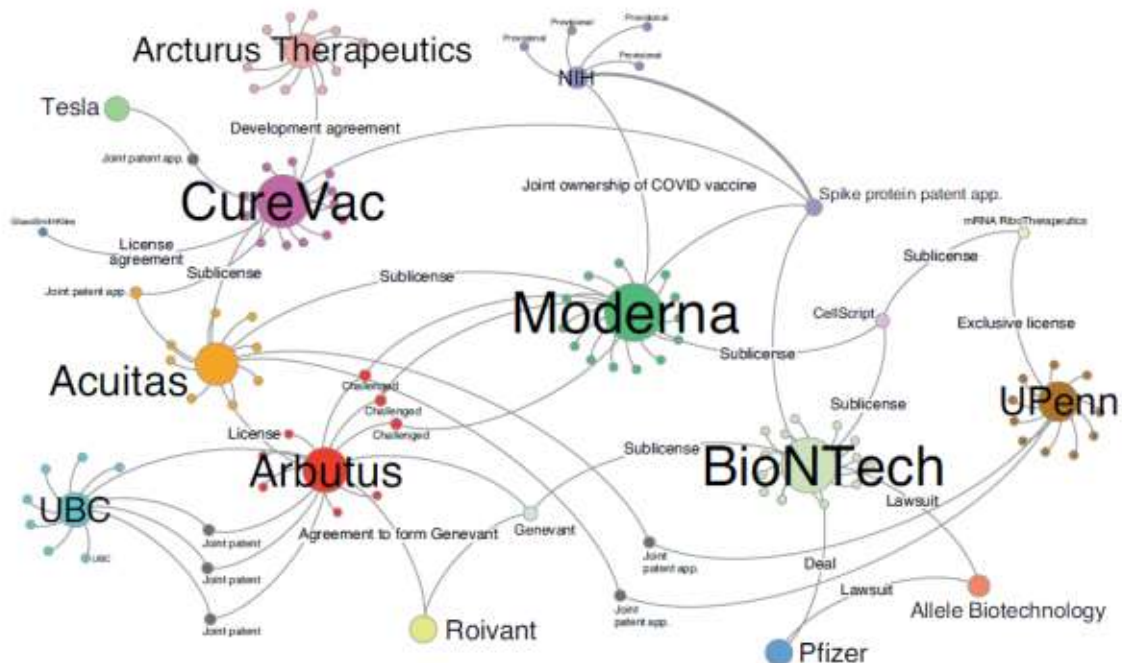 Provisional
Provisional
Provisional
Provisional
NIH
Arcturus Therapeutics
Tesla
Development agreement
Joint patent app.
CureVac
Joint ownership of COVID vaccine
Spike protein patent app.
mRNA RiboTherapeutics
License
agreement
Sublicense
Sublicense
Sublicense
Joint patent app.
Moderna
CellScript
Exclusive license
Sublicense
Acuitas
Challenged
Challenged
Challenged
UPenn
Sublicense
License
Arbutus
Sublicense
BioNTech
UBC
Lawsuit
Joint patent
Agreement to form Genevant
Genevant
UBC
Joint
patent app.
Deal
Joint patent
Lawsuit
Joint
patent app.
Joint patent
Roivant
Allele Biotechnology
Pfizer